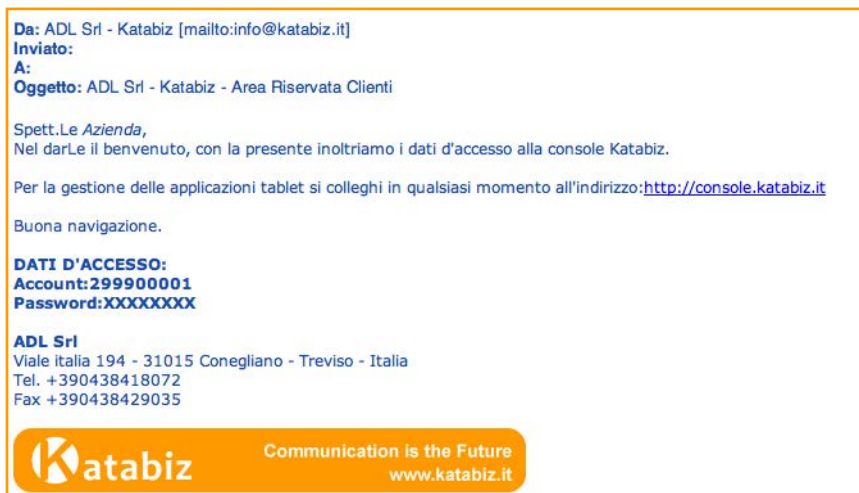 Da: ADL Srl - Katabiz [mailto:info@katabiz.it]
Inviato:
A:
Oggetto: ADL Srl - Katabiz - Area Riservata Clienti
Spett.Le Azienda,
Nel darLe il benvenuto, con la presente inoltriamo i dati d'accesso alla console Katabiz.
Per la gestione delle applicazioni tablet si colleghi in qualsiasi momento all'indirizzo:http://console.katabiz.it
Buona navigazione.
DATI D'ACCESSO:
Account:299900001
Password:XXXXXXXX
ADL Srl
Viale italia 194 - 31015 Conegliano - Treviso - Italia
Tel. +390438418072
Fax +390438429035
Katabiz
Communication is the Future
www.katabiz.it